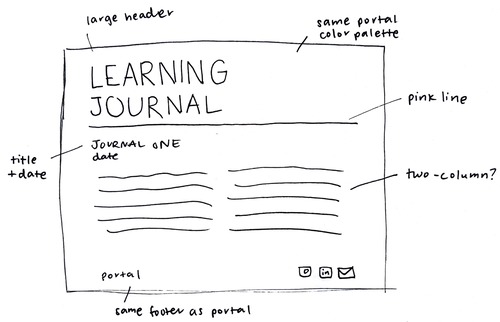 large header
same portal
color palette
LEARNING
JOURNAL
pink line
JOURNAL ONE
date
title
+date
two-column?
portal
in
same footer as portal